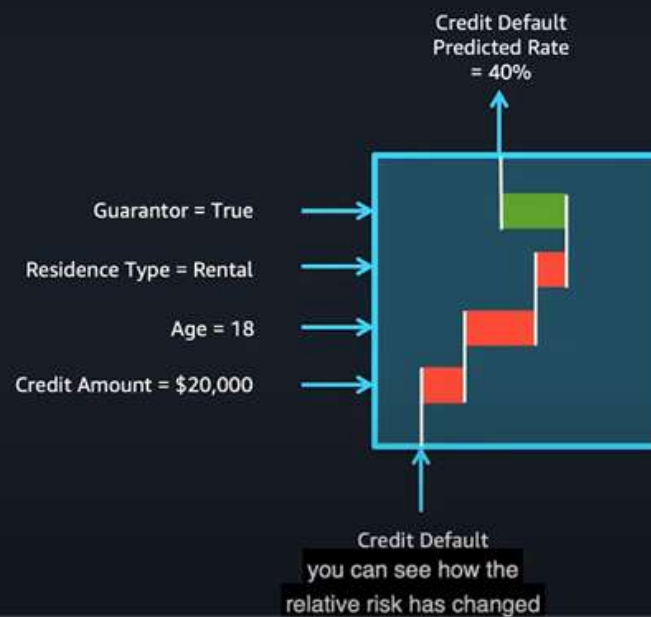 Credit Default
Predicted Rate
= 40%
Guarantor = True
Residence Type = Rental
Age = 18
Credit Amount = $20,000
Credit Default
you can see how the
relative risk has changed